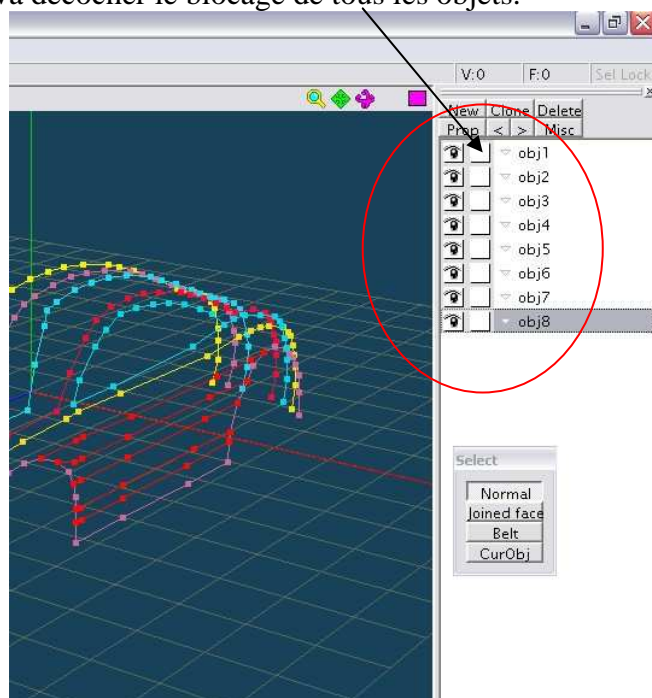 va décocher le blocage de tous les objets.
V:0 F:0 Sel Lock
New Clone Delete
Prop < > Misc
obj1
obj2
obj3
obj4
obj5
obj6
obj7
obj8
Select
Normal
Joined face
Belt
CurObj